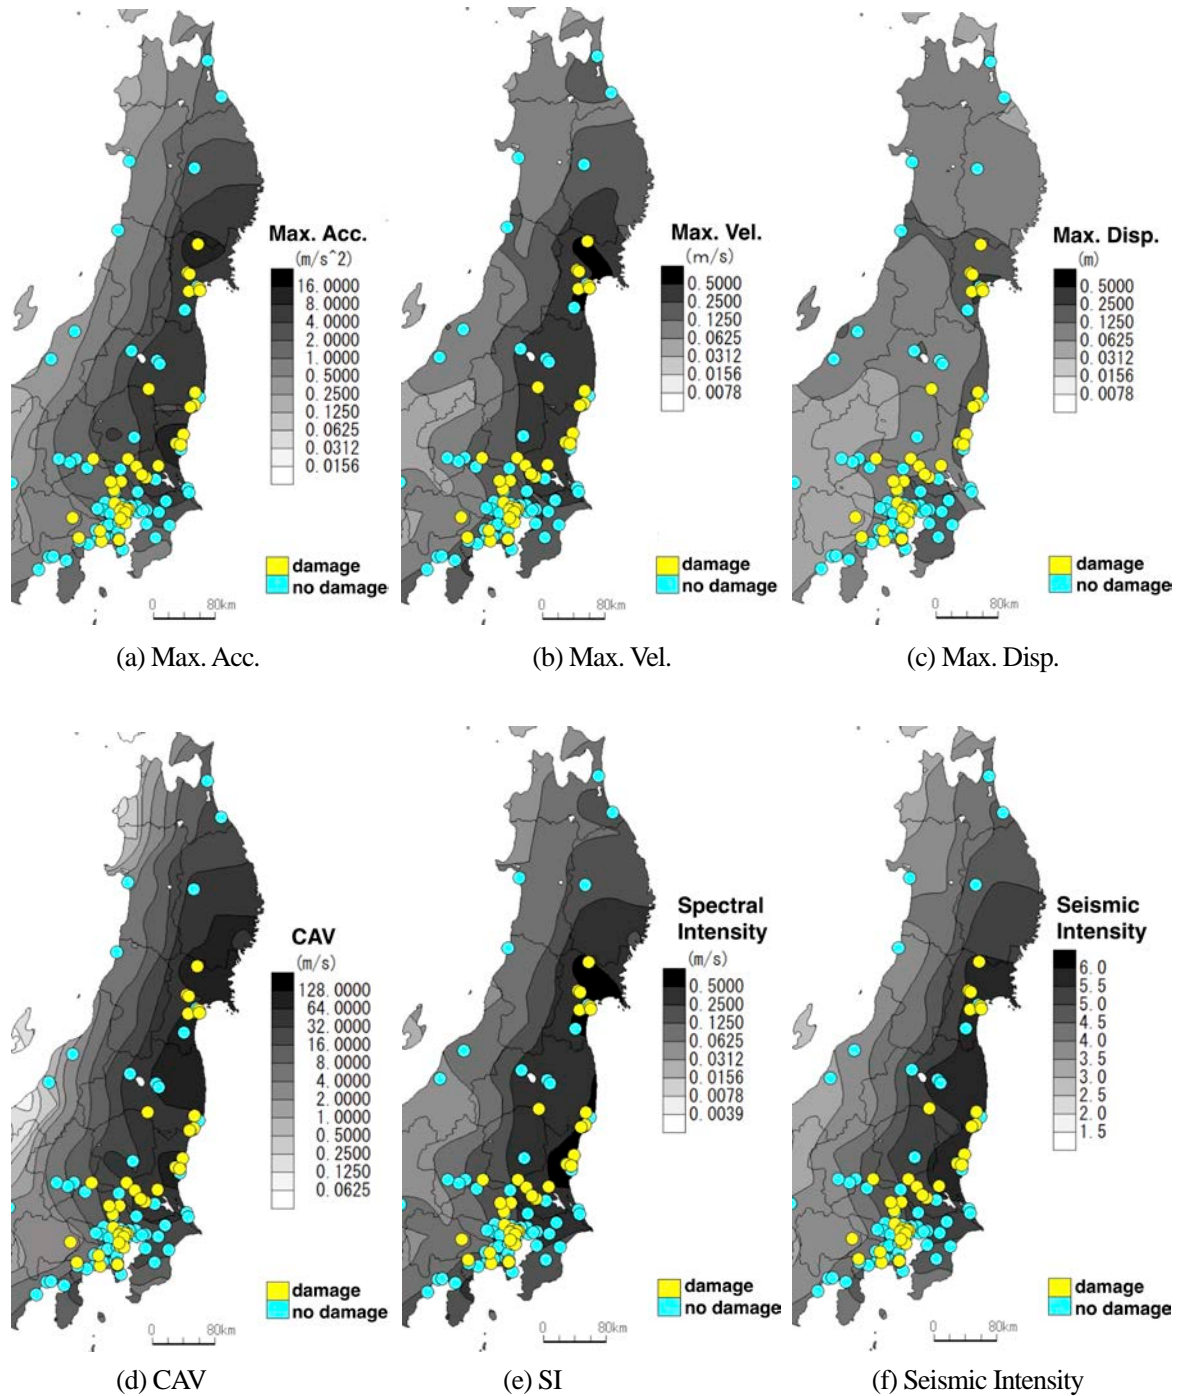 Max. Acc.
(m/s^2)
16.0000
8.0000
4.0000
2.0000
1.0000
0.5000
0.2500
0.1250
0.0625
0.0312
0.0156
damage
no damage
0 80km
(a) Max. Acc.
Max. Vel.
(m/s)
0.5000
0.2500
0.1250
0.0625
0.0312
0.0156
0.0078
damage
no damage
0 80km
(b) Max. Vel.
Max. Disp.
(m)
0.5000
0.2500
0.1250
0.0625
0.0312
0.0156
0.0078
damage
no damage
0 80km
(c) Max. Disp.
CAV
(m/s)
128.0000
64.0000
32.0000
16.0000
8.0000
4.0000
2.0000
1.0000
0.5000
0.2500
0.1250
0.0625
damage
no damage
0 80km
(d) CAV
Spectral
Intensity
(m/s)
0.5000
0.2500
0.1250
0.0625
0.0312
0.0156
0.0078
0.0039
damage
no damage
0 80km
(e) SI
Seismic
Intensity
6.0
5.5
5.0
4.5
4.0
3.5
3.0
2.5
2.0
1.5
damage
no damage
0 80km
(f) Seismic Intensity